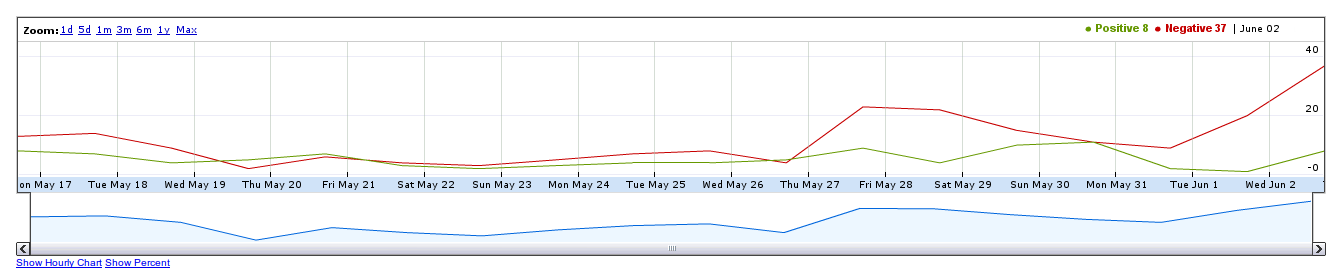 Zoom: 1d 5d 1m 3m 6m 1y Max
Positive 8 Negative 37 | June 02
40
20
-0
on May 17 Tue May 18 Wed May 19 Thu May 20 Fri May 21 Sat May 22 Sun May 23 Mon May 24 Tue May 25 Wed May 26 Thu May 27 Fri May 28 Sat May 29 Sun May 30 Mon May 31 Tue Jun 1 Wed Jun 2
Show Hourly Chart Show Percent